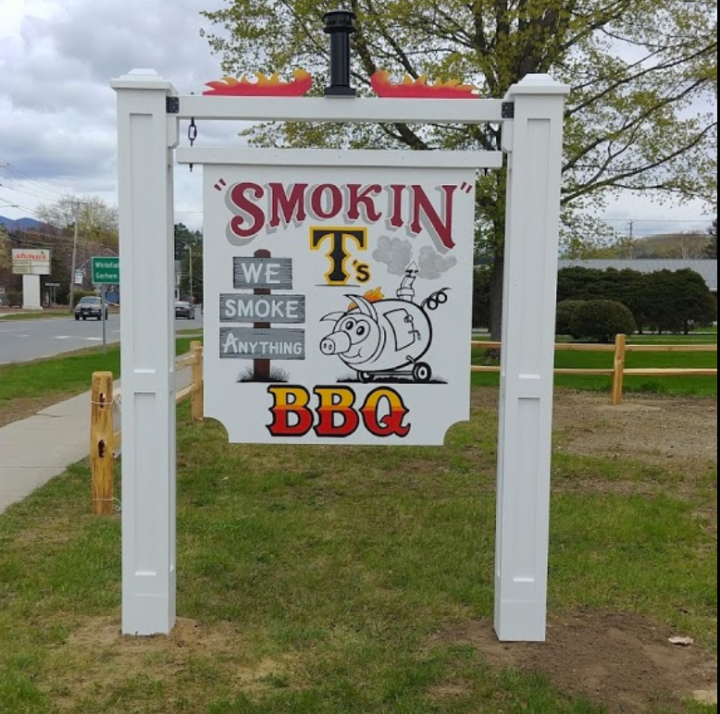 "SMOKIN"
T's
WE
SMOKE
ANYTHING
BBQ